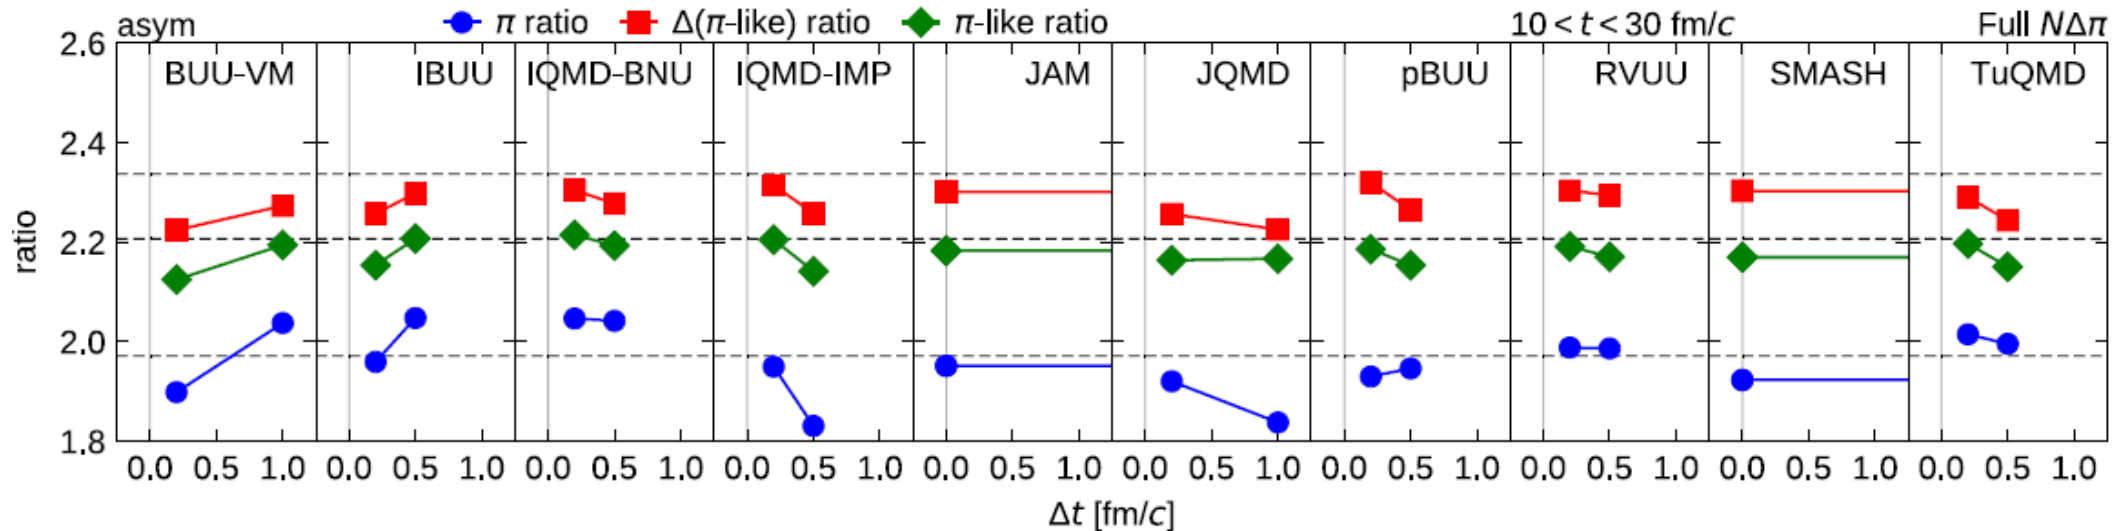 asym π ratio Δ(π-like) ratio π-like ratio 10 < t < 30 fm/c Full NΔπ
BUU-VM IBUU IQMD-BNU IQMD-IMP JAM JQMD pBUU RVUU SMASH TuQMD
2.6
2.4
2.2
2.0
1.8
ratio
0.0 0.5 1.0 0.0 0.5 1.0 0.0 0.5 1.0 0.0 0.5 1.0 0.0 0.5 1.0 0.0 0.5 1.0 0.0 0.5 1.0 0.0 0.5 1.0 0.0 0.5 1.0 0.0 0.5 1.0
Δt [fm/c]